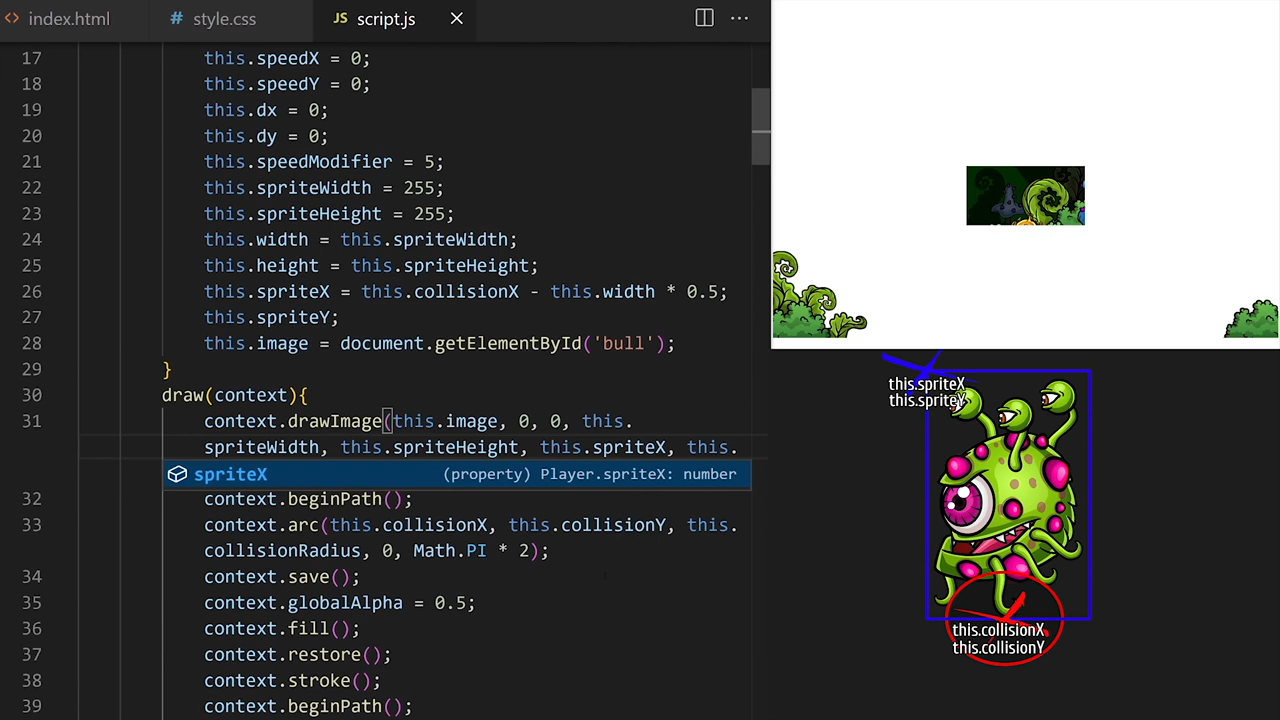 index.html
style.css
JS script.js
17 this.speedX = 0;
18 this.speedY = 0;
19 this.dx = 0;
20 this.dy = 0;
21 this.speedModifier = 5;
22 this.spriteWidth = 255;
23 this.spriteHeight = 255;
24 this.width = this.spriteWidth;
25 this.height = this.spriteHeight;
26 this.spriteX = this.collisionX - this.width * 0.5;
27 this.spriteY;
28 this.image = document.getElementById('bull');
29 }
30 draw(context){
31 context.drawImage(this.image, 0, 0, this.
spriteWidth, this.spriteHeight, this.spriteX, this.
spriteX (property) Player.spriteX: number
32 context.beginPath();
33 context.arc(this.collisionX, this.collisionY, this.
collisionRadius, 0, Math.PI * 2);
34 context.save();
35 context.globalAlpha = 0.5;
36 context.fill();
37 context.restore();
38 context.stroke();
39 context.beginPath();
this.spriteX
this.spriteY
this.collisionX
this.collisionY